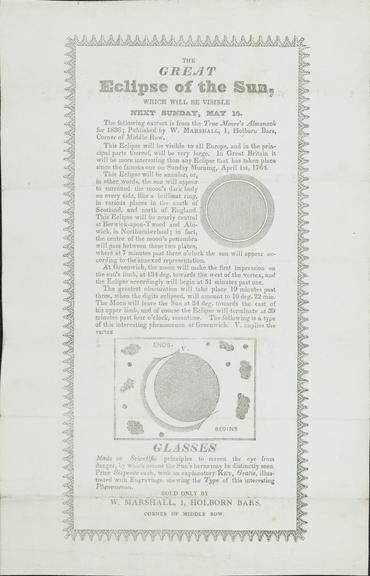 THE
GREAT
Eclipse of the Sun,
WHICH WILL BE VISIBLE
NEXT SUNDAY, MAY 15.
The following extract is from the True Moore's Almanack
for 1836; Published by W. MARSHALL, 1, Holborn Bars,
Corner of Middle Row.
This Eclipse will be visible to all Europe, and in the prin-
cipal parts thereof, will be very large. In Great Britain it
will be more interesting than any Eclipse that has taken place
since the famous one on Sunday Morning, April 1st, 1764.
This Eclipse will be annular, or,
in other words, the sun will appear
to surround the moon's dark body
on every side, like a brilliant ring,
in various places in the south of
Scotland, and north of England.
This Eclipse will be nearly central
at Berwick-upon-Tweed and Aln-
wick, in Northumberland; in fact,
the centre of the moon's penumbra
will pass between these two places,
where at 7 minutes past three o'clock the sun will appear ac-
cording to the annexed representation.
At Greenwich, the moon will make the first impression on
the sun's limb, at 134 deg. towards the west of the vertex, and
the Eclipse accordingly will begin at 51 minutes past one.
The greatest obscuration will take place 19 minutes past
three, when the digits eclipsed, will amount to 10 deg. 22 min.
The Moon will leave the Sun at 24 deg. towards the east of
his upper limb, and of course the Eclipse will terminate at 39
minutes past four o'clock, meantime. The following is a type
of this interesting phenomenon at Greenwich. V. implies the
vertex
ENDS.
V.
BEGINS
GLASSES
Made on Scientific principles to screen the eye from
danger, by which means the Sun's horns may be distinctly seen.
Price Sixpence each, with an explanatory KEY, Gratis, illus-
trated with Engravings, shewing the Type of this interesting
Phenomenon.
SOLD ONLY BY
W. MARSHALL, 1, HOLBORN BARS,
CORNER OF MIDDLE ROW.